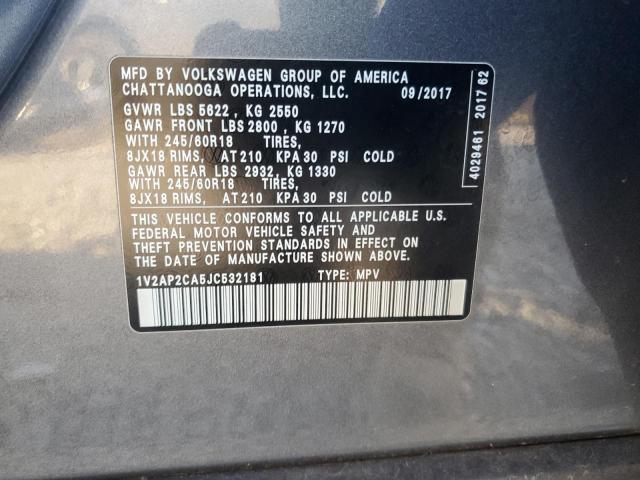 MFD BY VOLKSWAGEN GROUP OF AMERICA
CHATTANOOGA OPERATIONS, LLC. 09/2017
GVWR LBS 5622 , KG 2550
GAWR FRONT LBS 2800 , KG 1270
WITH 245/60R18 TIRES,
8JX18 RIMS, AT 210 KPA 30 PSI COLD
GAWR REAR LBS 2932, KG 1330
WITH 245/60R18 TIRES,
8JX18 RIMS, AT 210 KPA 30 PSI COLD
THIS VEHICLE CONFORMS TO ALL APPLICABLE U.S.
FEDERAL MOTOR VEHICLE SAFETY AND
THEFT PREVENTION STANDARDS IN EFFECT ON
THE DATE OF MANUFACTURE SHOWN ABOVE.
1V2AP2CA5JC532181 TYPE: MPV
4029461 2017 62